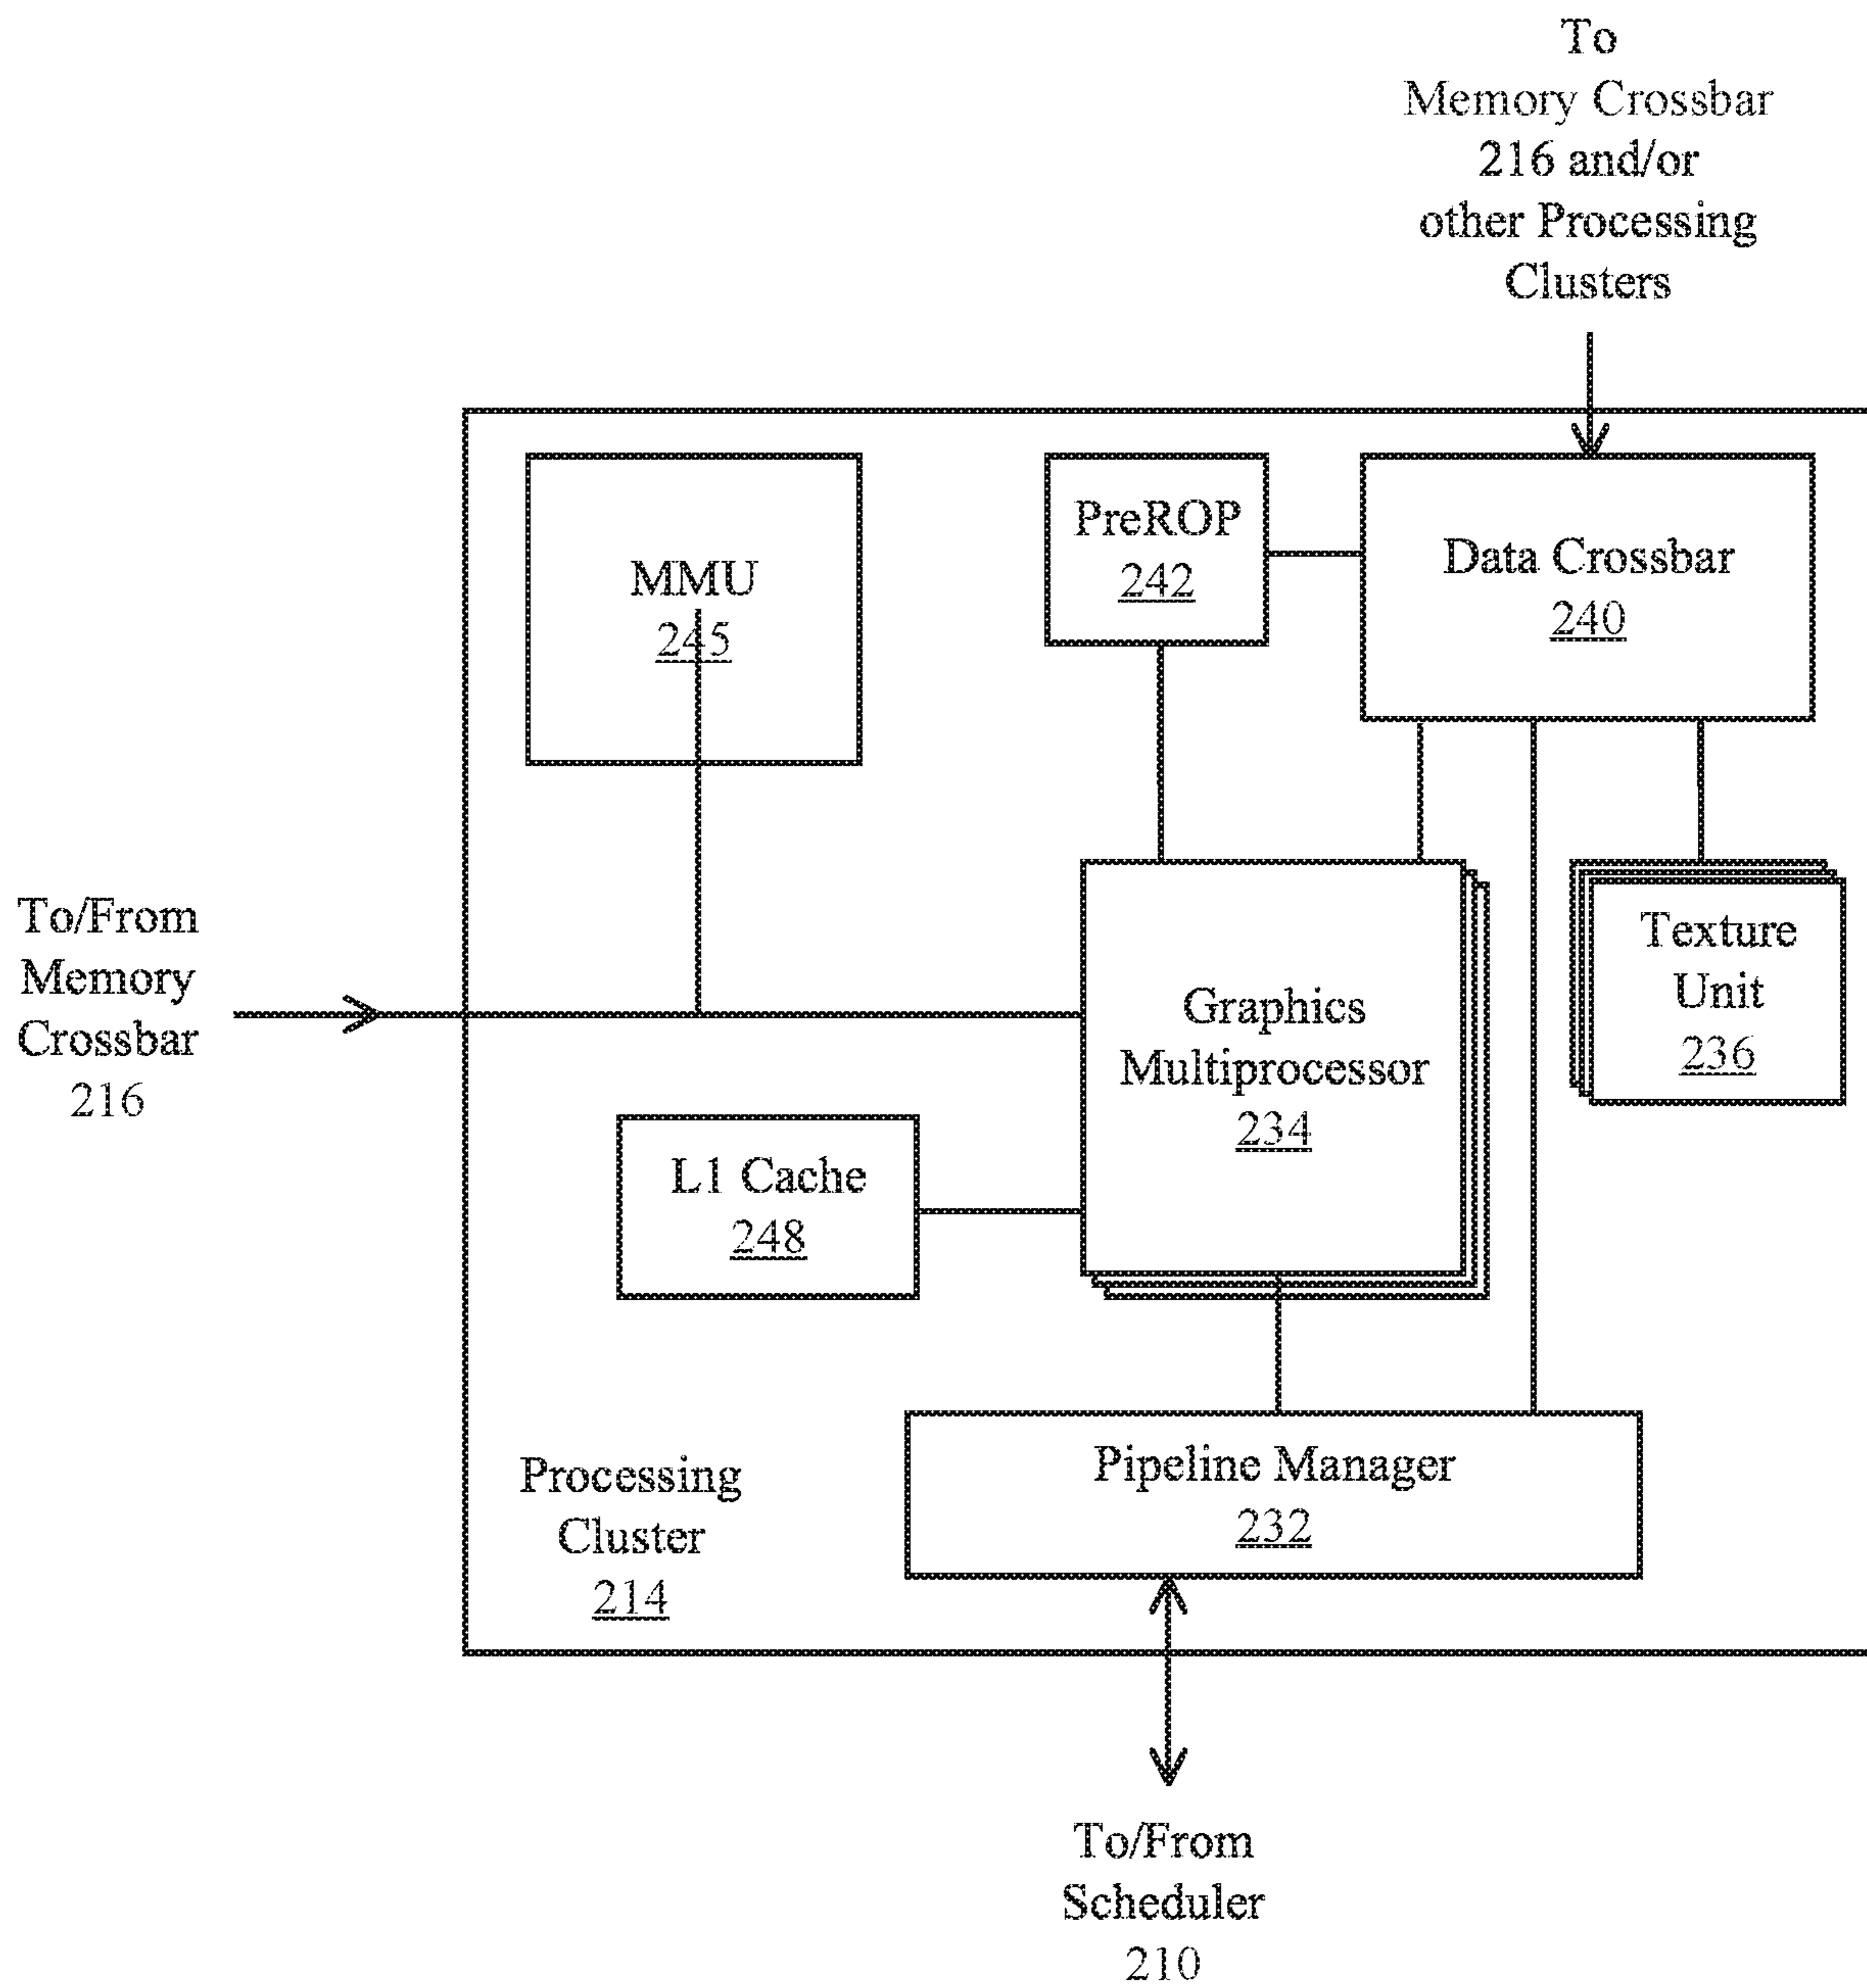 To
Memory Crossbar
216 and/or
other Processing
Clusters
MMU
245
PreROP
242
Data Crossbar
240
To/From
Memory
Crossbar
216
Graphics
Multiprocessor
234
Texture
Unit
236
L1 Cache
248
Processing
Cluster
214
Pipeline Manager
232
To/From
Scheduler
210